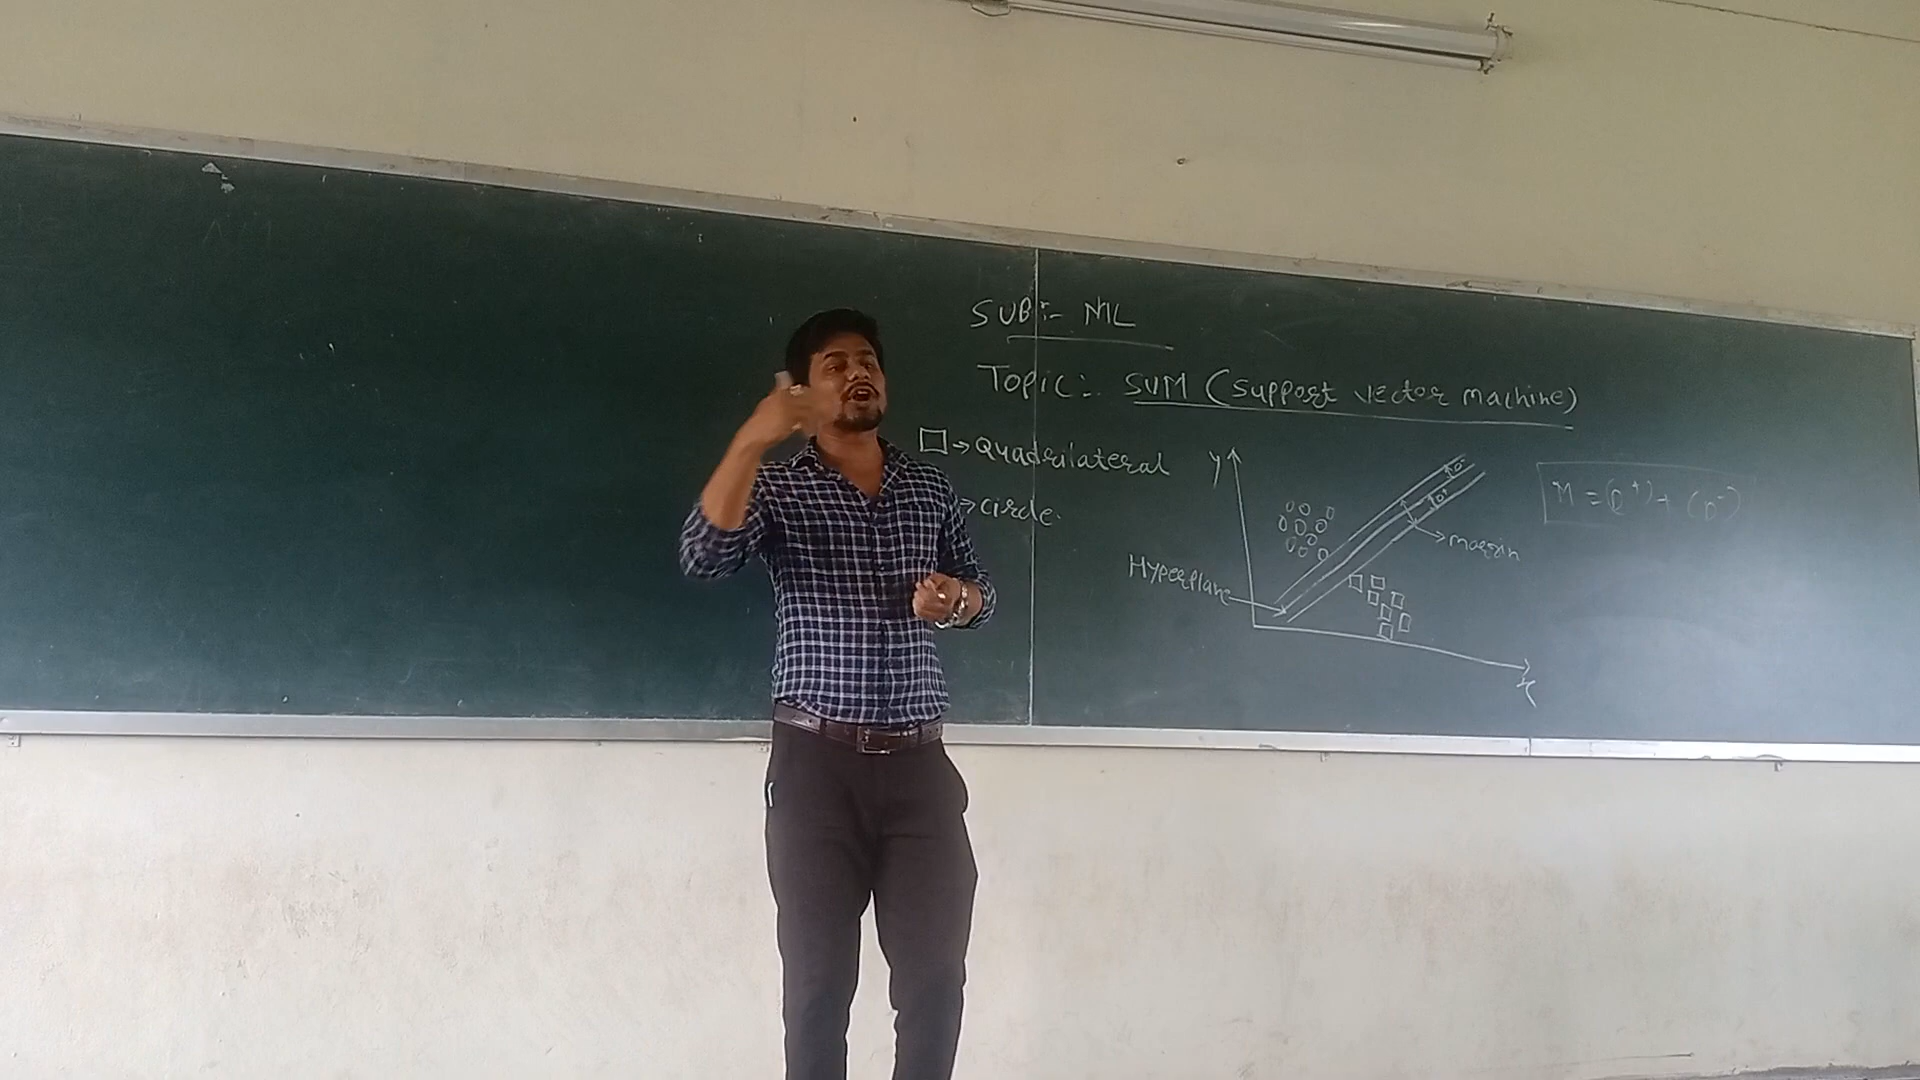 SUB:- ML
Topic:- SVM (Support vector machine)
□→Quadrilateral
→circle.
y
D-
D+
M = (D+)+ (D-)
→margin
Hyperplane
x